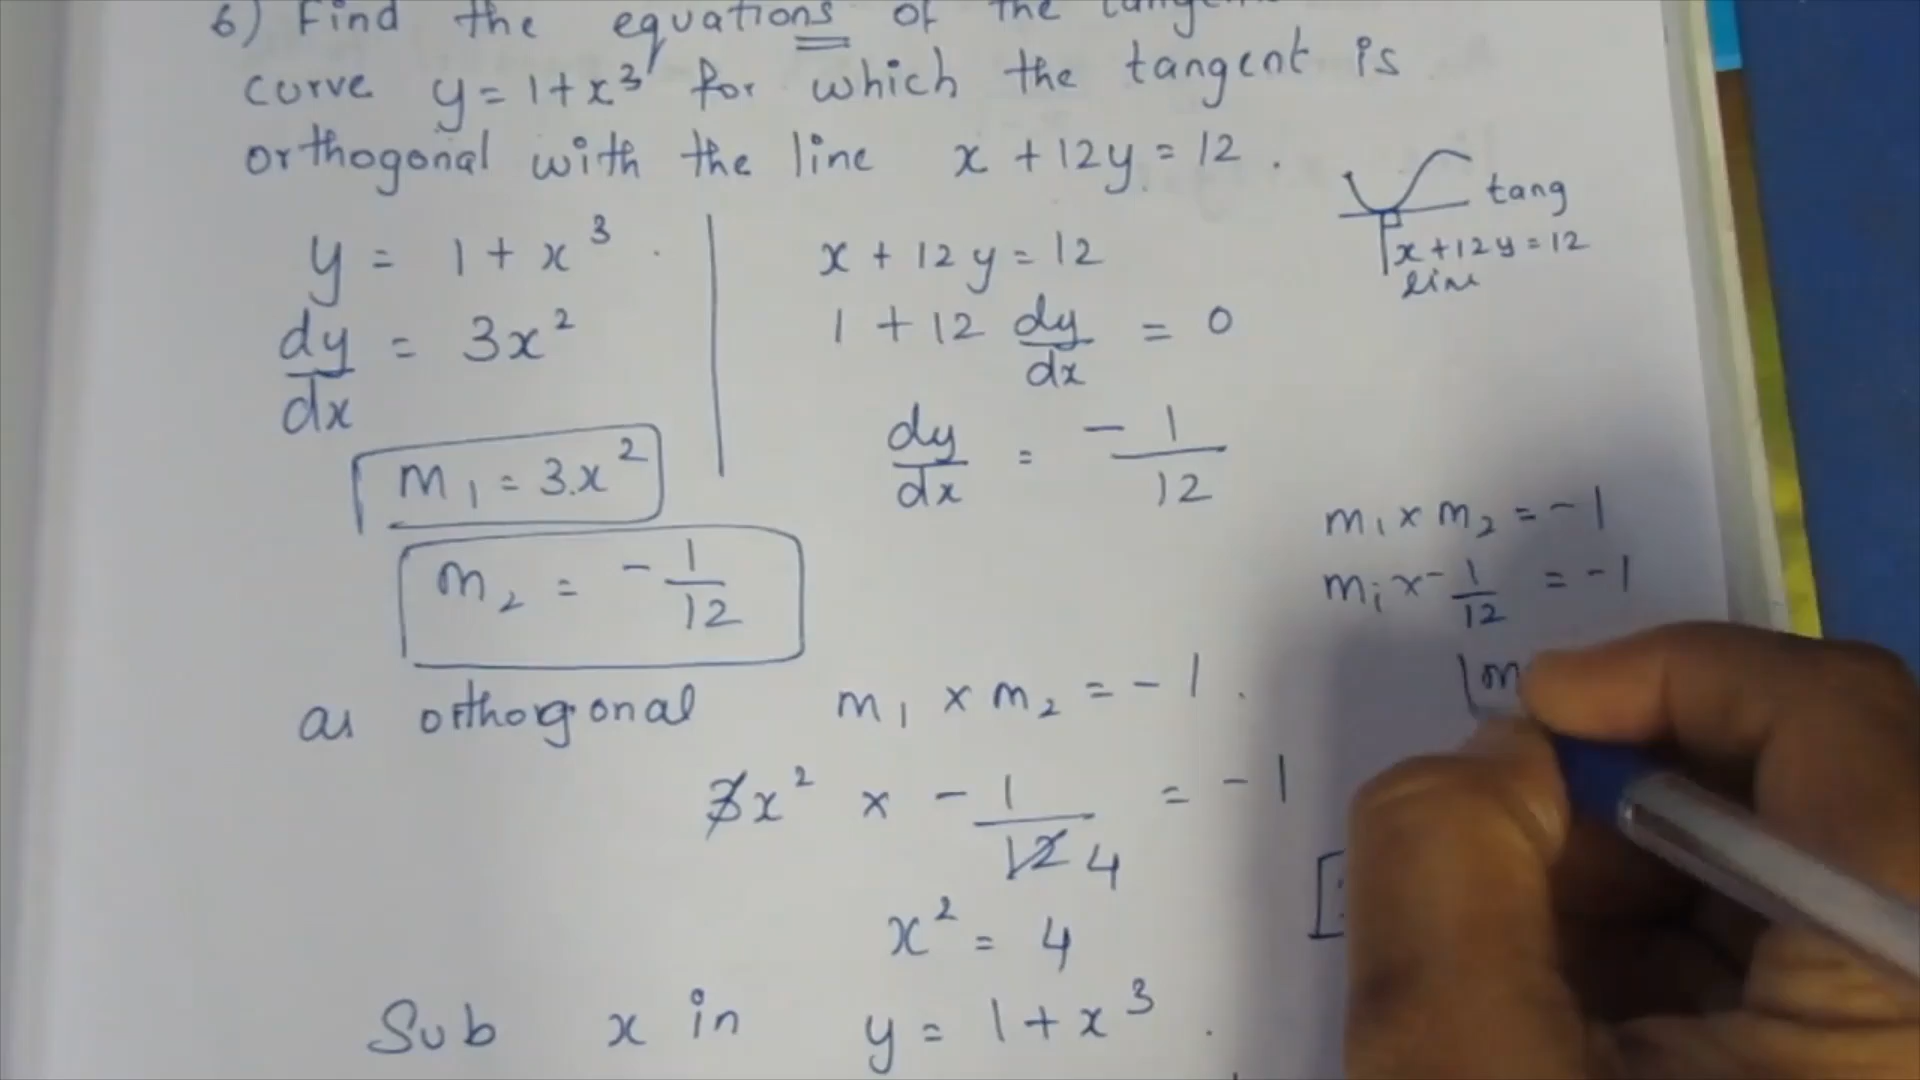 6) Find the equations of the
curve y = 1 + x³ for which the tangent is
orthogonal with the line x + 12y = 12 .
tang
x + 12y = 12
line
y = 1 + x³
dy/dx = 3x²
m₁ = 3x²
m₂ = - 1/12
x + 12y = 12
1 + 12 dy/dx = 0
dy/dx = - 1/12
m₁ x m₂ = -1
m₁ x - 1/12 = -1
m
as orthogonal m₁ x m₂ = -1 .
3x² x - 1/12 4 = -1
x² = 4
Sub x in y = 1 + x³ .